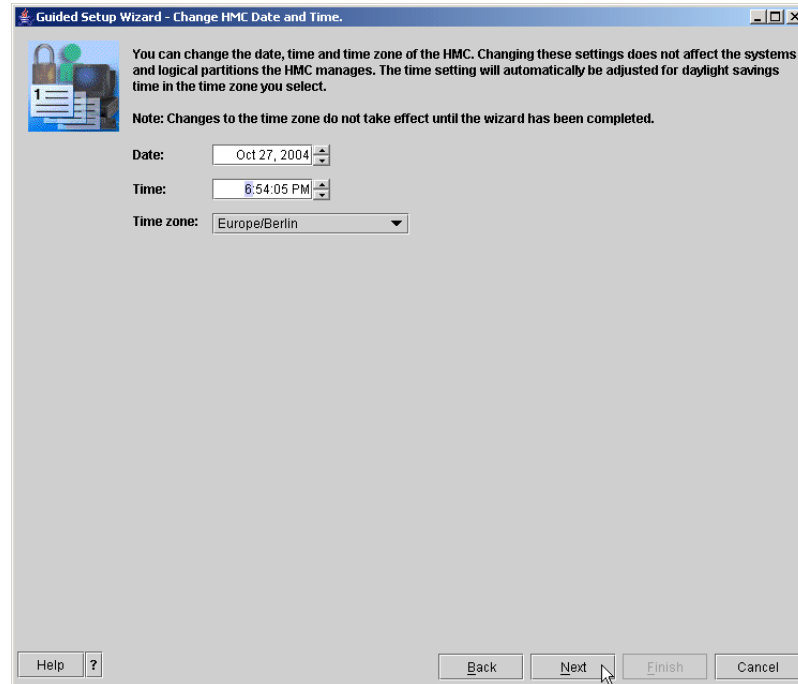 Guided Setup Wizard - Change HMC Date and Time.
You can change the date, time and time zone of the HMC. Changing these settings does not affect the systems
and logical partitions the HMC manages. The time setting will automatically be adjusted for daylight savings
time in the time zone you select.
Note: Changes to the time zone do not take effect until the wizard has been completed.
Date: Oct 27, 2004
Time: 6:54:05 PM
Time zone: Europe/Berlin
1
Help ? Back Next Finish Cancel